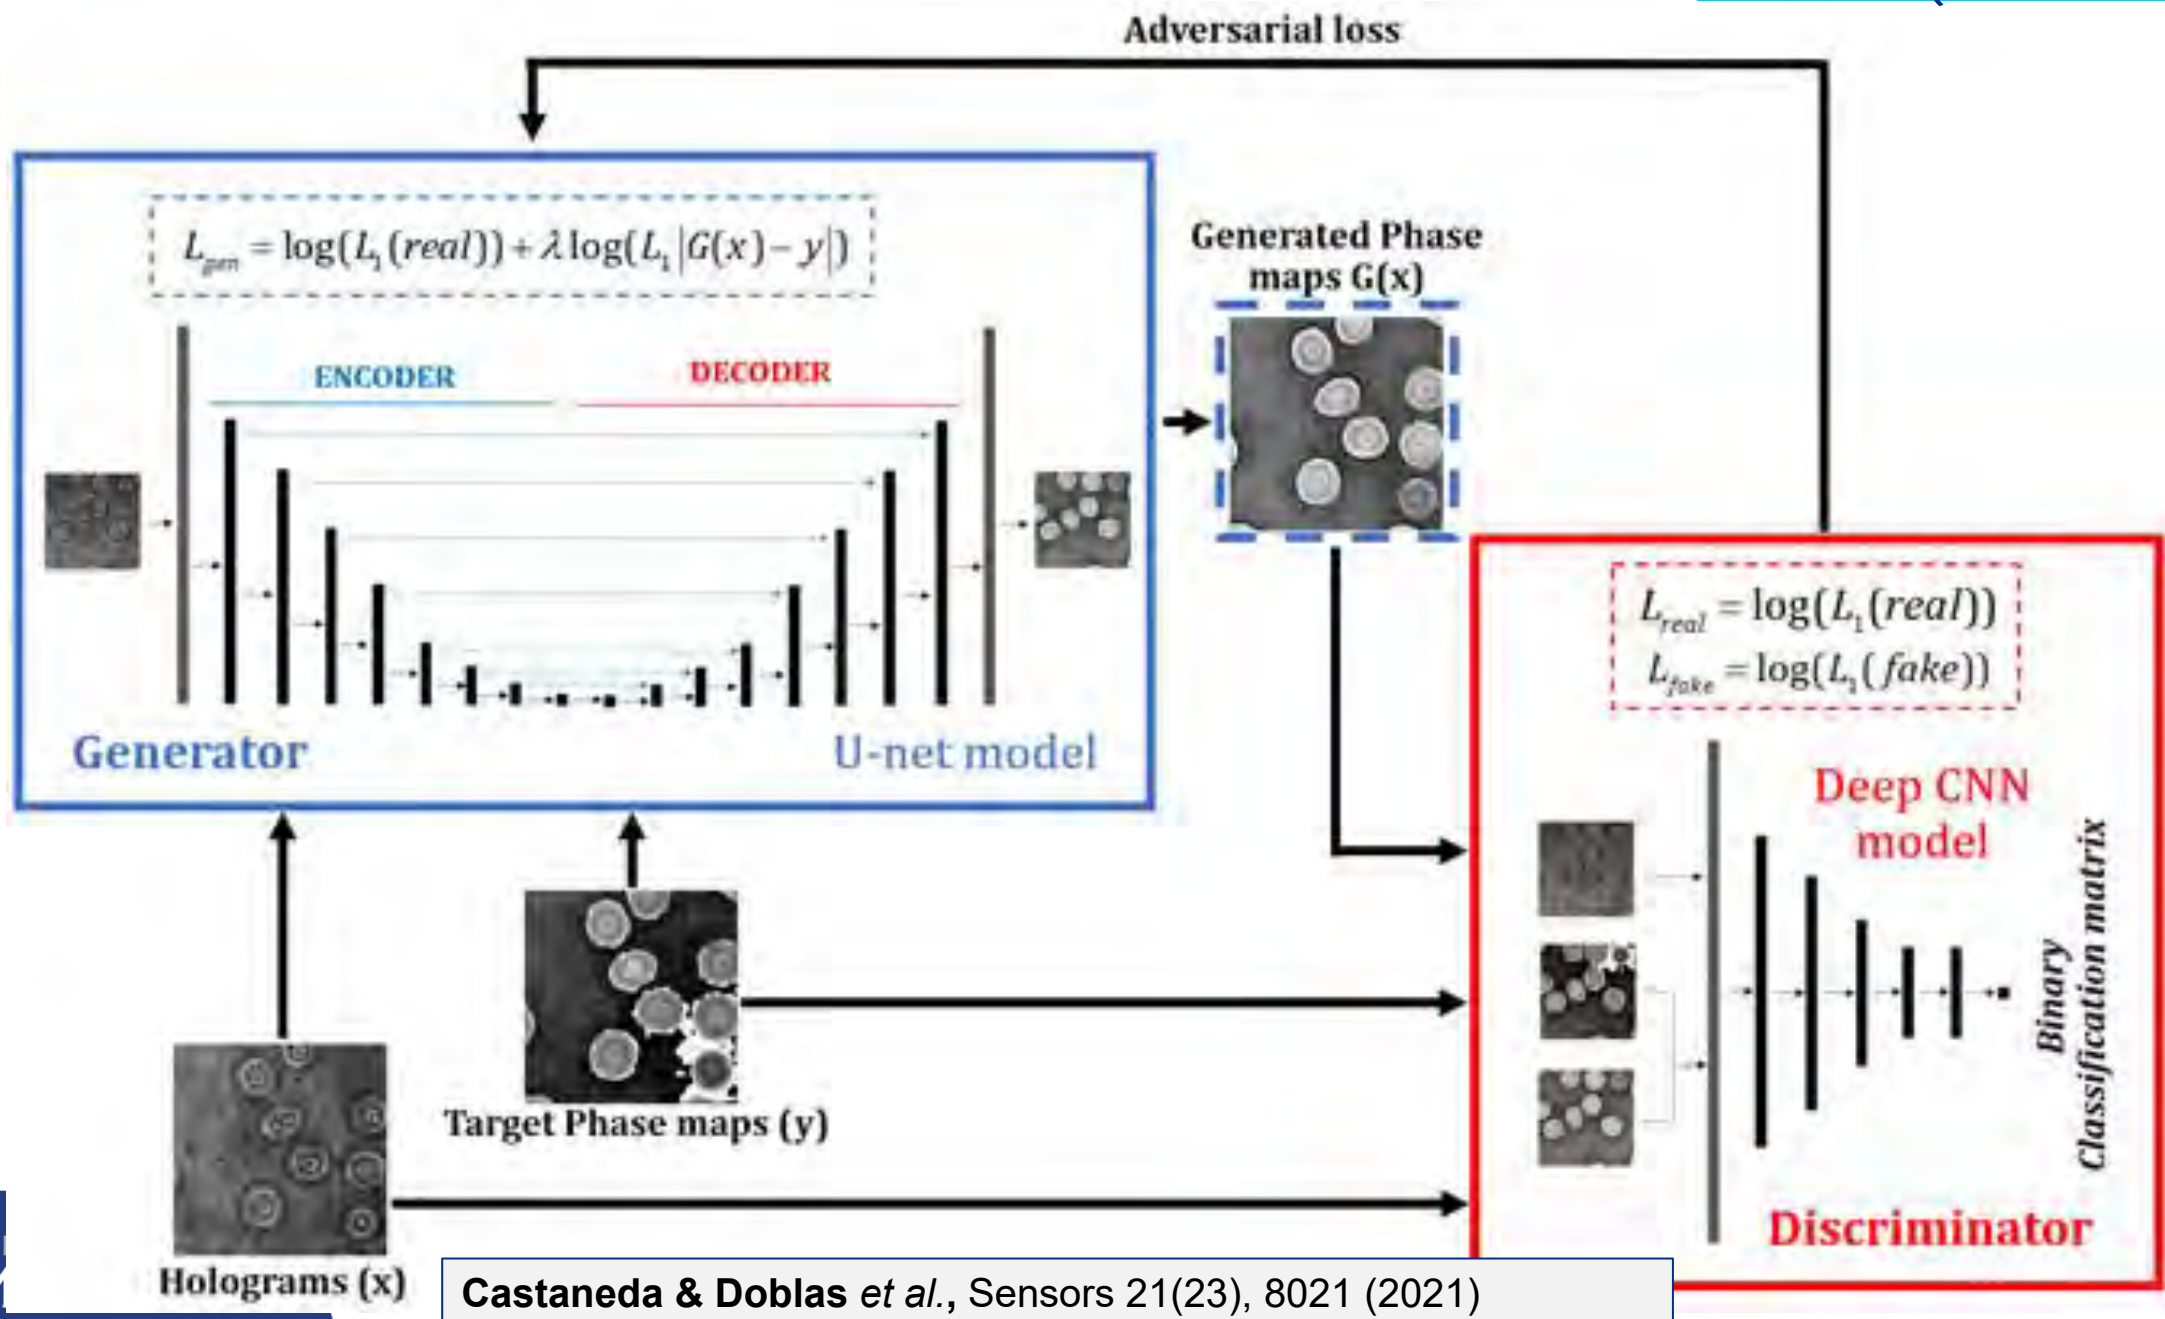 Adversarial loss
L_gen = log(L_1(real)) + λ log(L_1|G(x) − y|)
ENCODER
DECODER
Generator
U-net model
Generated Phase
maps G(x)
L_real = log(L_1(real))
L_fake = log(L_1(fake))
Deep CNN
model
Binary
Classification matrix
Discriminator
Target Phase maps (y)
Holograms (x)
Castaneda & Doblas et al., Sensors 21(23), 8021 (2021)